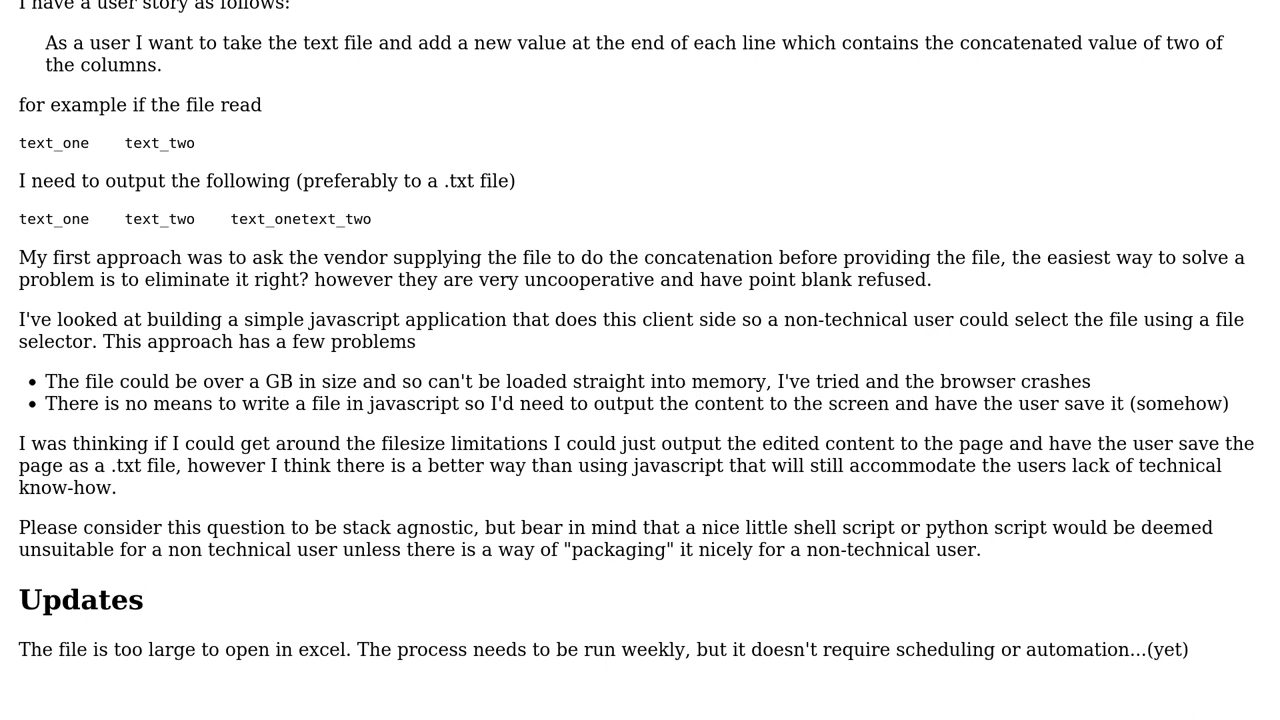 I have a user story as follows:
As a user I want to take the text file and add a new value at the end of each line which contains the concatenated value of two of
the columns.
for example if the file read
text_one    text_two
I need to output the following (preferably to a .txt file)
text_one    text_two    text_onetext_two
My first approach was to ask the vendor supplying the file to do the concatenation before providing the file, the easiest way to solve a
problem is to eliminate it right? however they are very uncooperative and have point blank refused.
I've looked at building a simple javascript application that does this client side so a non-technical user could select the file using a file
selector. This approach has a few problems
• The file could be over a GB in size and so can't be loaded straight into memory, I've tried and the browser crashes
• There is no means to write a file in javascript so I'd need to output the content to the screen and have the user save it (somehow)
I was thinking if I could get around the filesize limitations I could just output the edited content to the page and have the user save the
page as a .txt file, however I think there is a better way than using javascript that will still accommodate the users lack of technical
know-how.
Please consider this question to be stack agnostic, but bear in mind that a nice little shell script or python script would be deemed
unsuitable for a non technical user unless there is a way of "packaging" it nicely for a non-technical user.
Updates
The file is too large to open in excel. The process needs to be run weekly, but it doesn't require scheduling or automation...(yet)